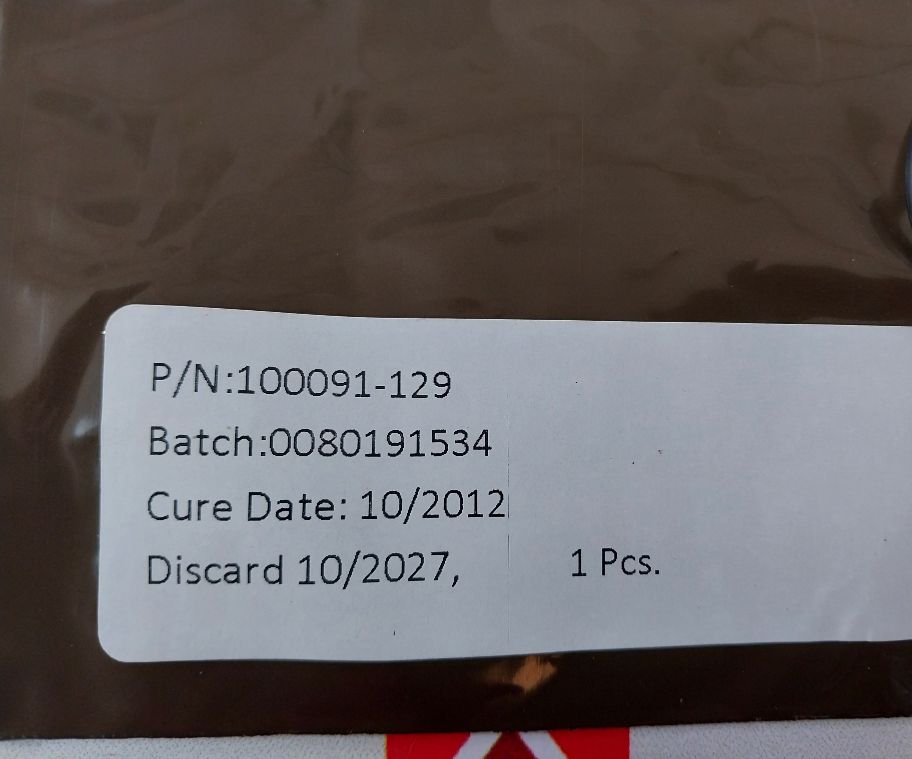 P/N:100091-129
Batch:0080191534
Cure Date: 10/2012
Discard 10/2027, 1 Pcs.